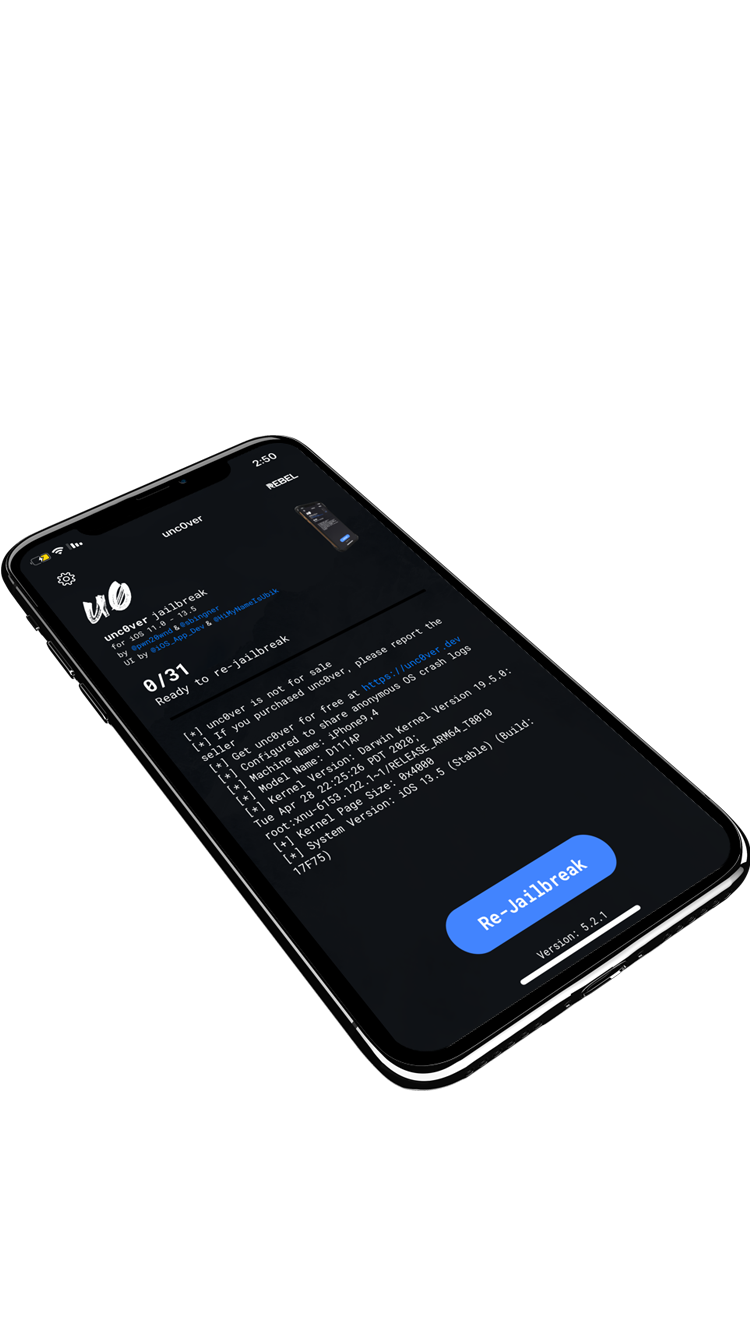 2:50
REBEL
unc0ver
u0
unc0ver jailbreak
for iOS 11.0 - 13.5
by @pwn20wnd & @sbingner
UI by @iOS_App_Dev & @HiMyNameIsUbik
0/31
Ready to re-jailbreak
[*] unc0ver is not for sale
[*] If you purchased unc0ver, please report the
seller
[*] Get unc0ver for free at https://unc0ver.dev
[*] Configured to share anonymous OS crash logs
[*] Machine Name: iPhone9,4
[*] Model Name: D111AP
[*] Kernel Version: Darwin Kernel Version 19.5.0:
Tue Apr 28 22:25:26 PDT 2020;
root:xnu-6153.122.1~1/RELEASE_ARM64_T8010
[*] Kernel Page Size: 0x4000
[*] System Version: iOS 13.5 (Stable) (Build:
17F75)
Re-Jailbreak
Version: 5.2.1